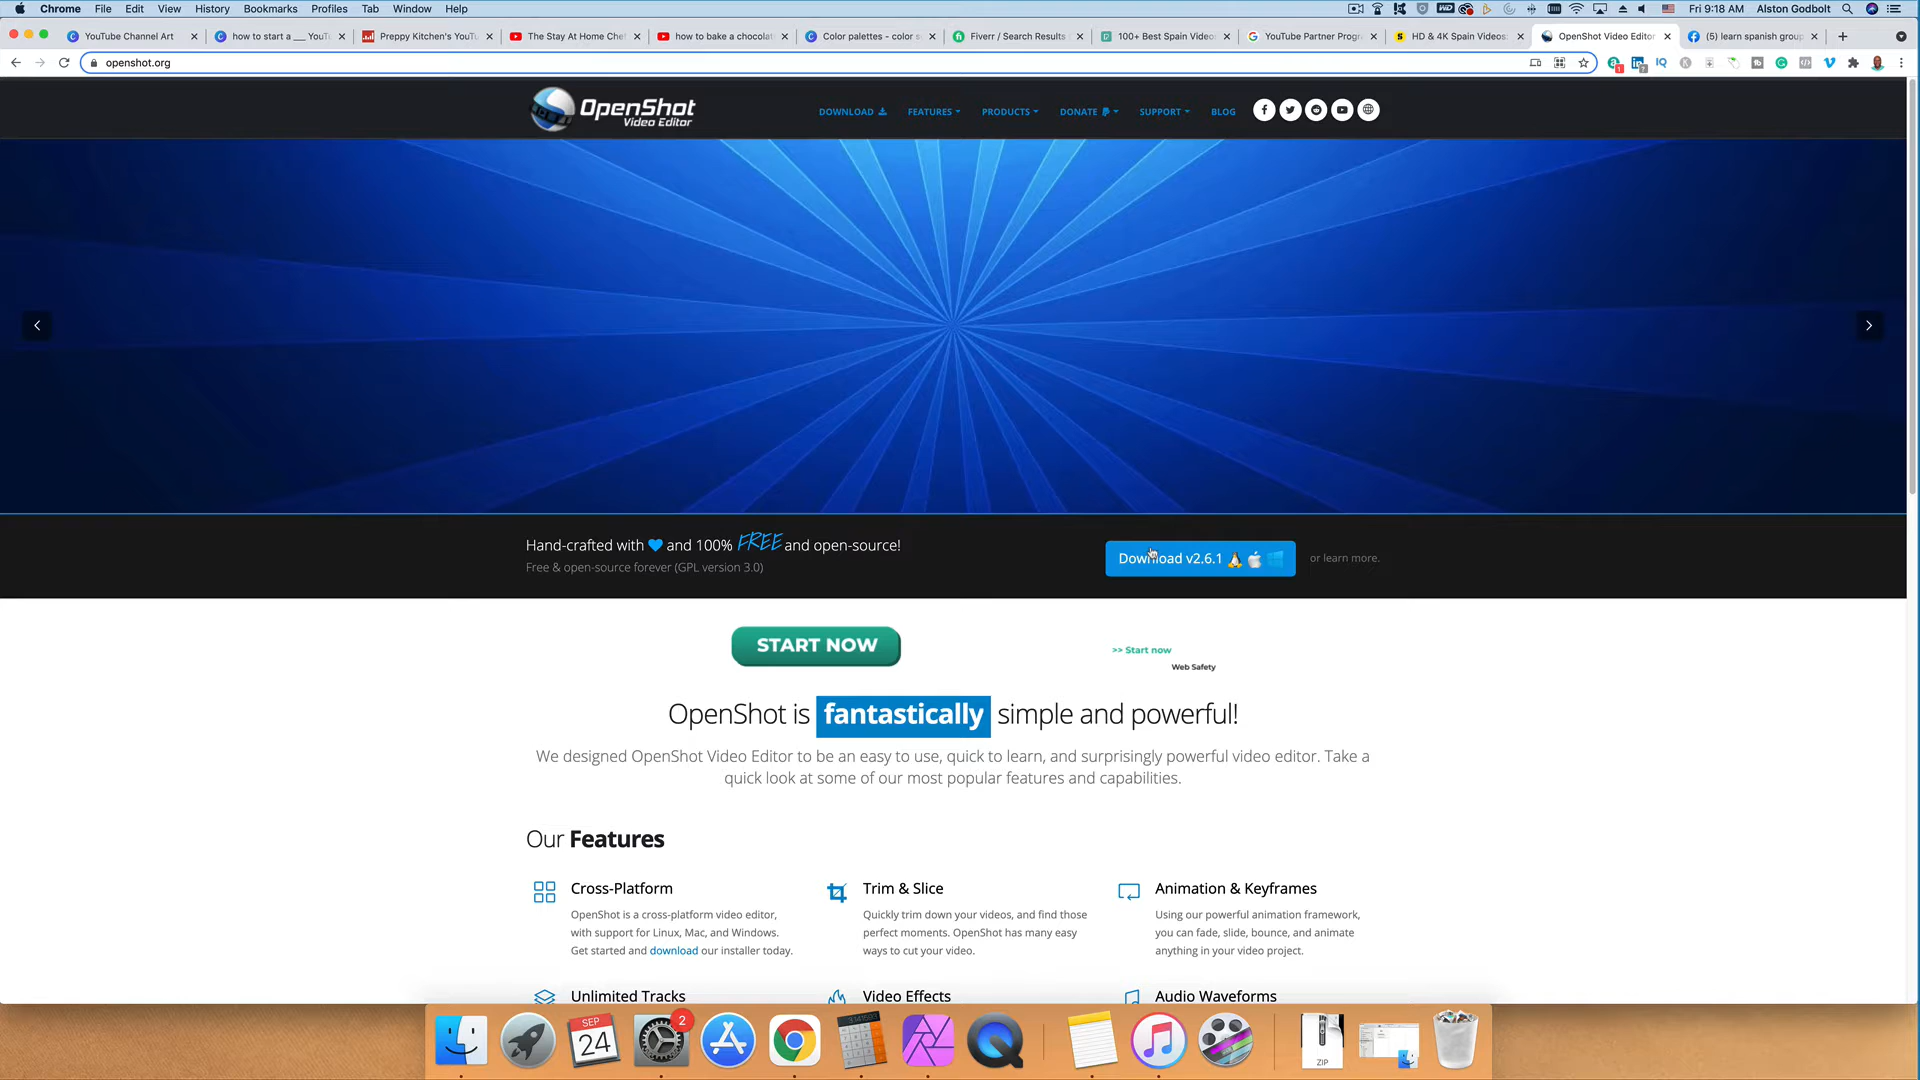 Chrome File Edit View History Bookmarks Profiles Tab Window Help
Fri 9:18 AM Alston Godbolt
YouTube Channel Art
how to start a ___ YouTu
Preppy Kitchen's YouTu
The Stay At Home Chef
how to bake a chocolat
Color palettes - color s
Fiverr / Search Results
100+ Best Spain Videos
YouTube Partner Progr
HD & 4K Spain Videos
OpenShot Video Editor
(5) learn spanish group
openshot.org
OpenShot
Video Editor
DOWNLOAD FEATURES PRODUCTS DONATE SUPPORT BLOG
Hand-crafted with and 100% FREE and open-source!
Free & open-source forever (GPL version 3.0)
Download v2.6.1
or learn more.
START NOW
>> Start now
Web Safety
OpenShot is fantastically simple and powerful!
We designed OpenShot Video Editor to be an easy to use, quick to learn, and surprisingly powerful video editor. Take a
quick look at some of our most popular features and capabilities.
Our Features
Cross-Platform
OpenShot is a cross-platform video editor,
with support for Linux, Mac, and Windows.
Get started and download our installer today.
Trim & Slice
Quickly trim down your videos, and find those
perfect moments. OpenShot has many easy
ways to cut your video.
Animation & Keyframes
Using our powerful animation framework,
you can fade, slide, bounce, and animate
anything in your video project.
Unlimited Tracks
Video Effects
Audio Waveforms
SEP
24
2
ZIP